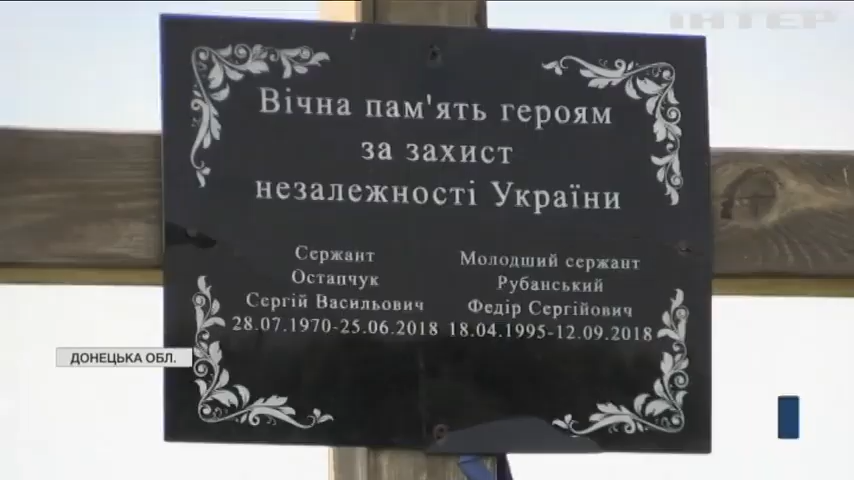 ІНТЕР
Вічна пам'ять героям
за захист
незалежності України
Сержант
Остапчук
Сергій Васильович
28.07.1970-25.06.2018
Молодший сержант
Рубанський
Федір Сергійович
18.04.1995-12.09.2018
ДОНЕЦЬКА ОБЛ.